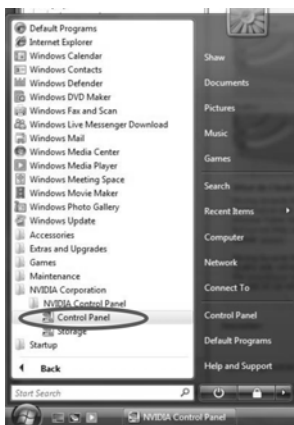 Default Programs
Internet Explorer
Windows Calendar
Windows Contacts
Windows Defender
Windows DVD Maker
Windows Fax and Scan
Windows Live Messenger Download
Windows Mail
Windows Media Center
Windows Media Player
Windows Meeting Space
Windows Movie Maker
Windows Photo Gallery
Windows Update
Accessories
Extras and Upgrades
Games
Maintenance
NVIDIA Corporation
NVIDIA Control Panel
Control Panel
Storage
Startup
Back
Start Search
Shaw
Documents
Pictures
Music
Games
Search
Recent Items
Computer
Network
Connect To
Control Panel
Default Programs
Help and Support
NVIDIA Control Panel